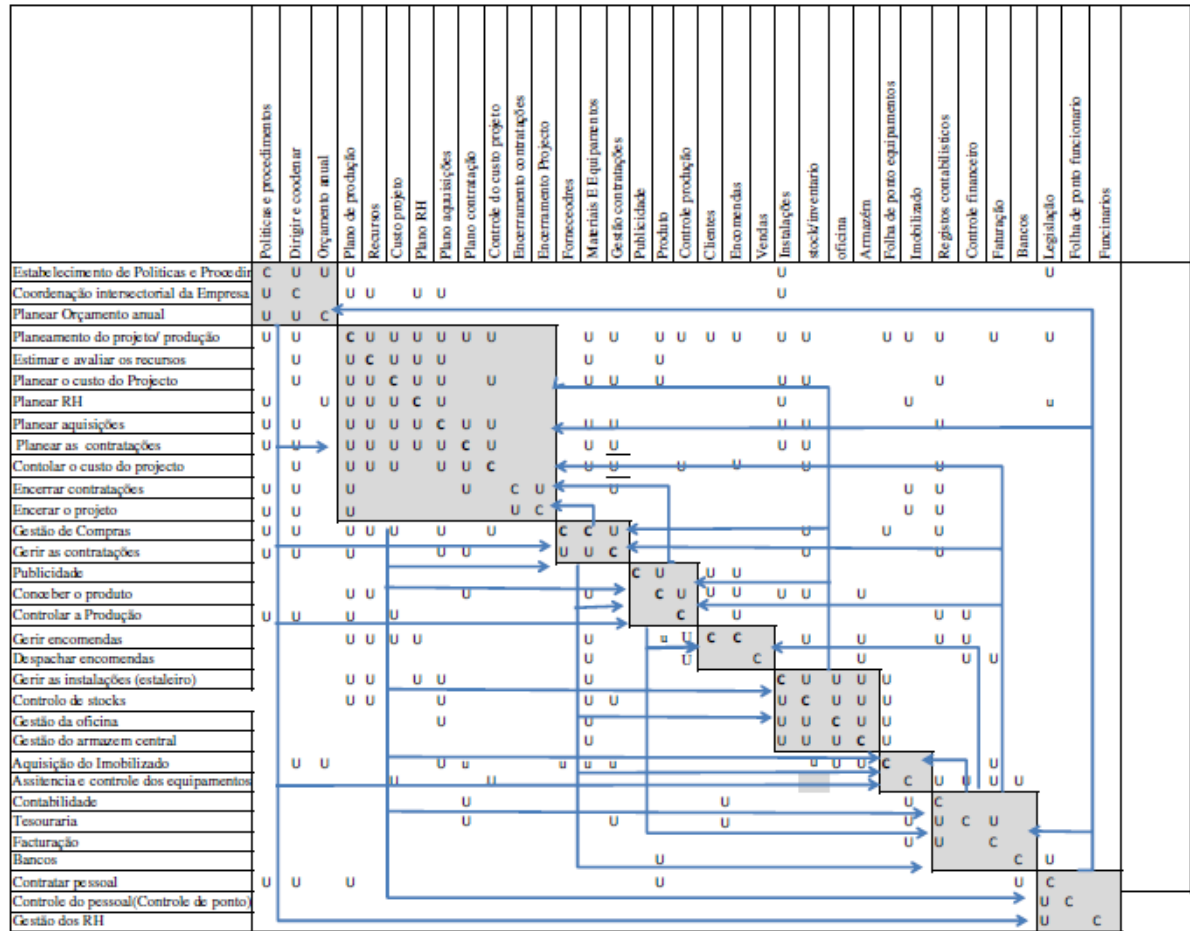 Politicas e procedimentos
Dirigir e coodenar
Orçamento anual
Plano de produção
Recursos
Custo projeto
Plano RH
Plano aquuisições
Plano contratação
Controle do custo projeto
Encerramento contratações
Encerramento Projecto
Fornecoedres
Materiais E Equipamentos
Gestão contratações
Publicidade
Produto
Controle produção
Clientes
Encomendas
Vendas
Instalações
stock/inventario
oficina
Armazém
Folha de ponto equipamentos
Imobilizado
Registos contabilisticos
Controle financeiro
Faturação
Bancos
Legislação
Folha de ponto funcionario
Funcinarios
Estabelecimento de Politicas e Procedir C U U U U U
Coordenação intersectorial da Empresa U C U U U U U
Planear Orçamento anual U U C
Planeamento do projeto/ produção U U C U U U U U U U U U U U U U U U U U U U
Estimar e avaliar os recursos U U C U U U U U
Planear o custo do Projecto U U U C U U U U U U U U U
Planear RH U U U U U C U U U u
Planear aquisições U U U U U U C U U U U U U U
Planear as contratações U U U U U U U C U U U U U
Contolar o custo do projecto U U U U U U C U U U U U U
Encerrar contratações U U U U C U U U U
Encerar o projeto U U U U C U U
Gestão de Compras U U U U U U U C C U U U U
Gerir as contratações U U U U U U U C U U
Publicidade C U U U
Conceber o produto U U U U C U U U U U U
Controlar a Produção U U U U C U U U
Gerir encomendas U U U U U u U C C U U U U
Despachar encomendas U U C U U U
Gerir as instalações (estaleiro) U U U U C U U U U
Controlo de stocks U U U U U U C U U U
Gestão da oficina U U U U C U U
Gestão do armazem central U U U U C U
Aquisição do Imobilizado U U U u u u u u U U C U
Assitencia e controle dos equipamentos U U C U U U U
Contabilidade U U U C
Tesouraria U U U U U C U
Facturação U U C
Bancos U C U
Contratar pessoal U U U U U C
Controle do pessoal(Controle de ponto) U C
Gestão dos RH U C